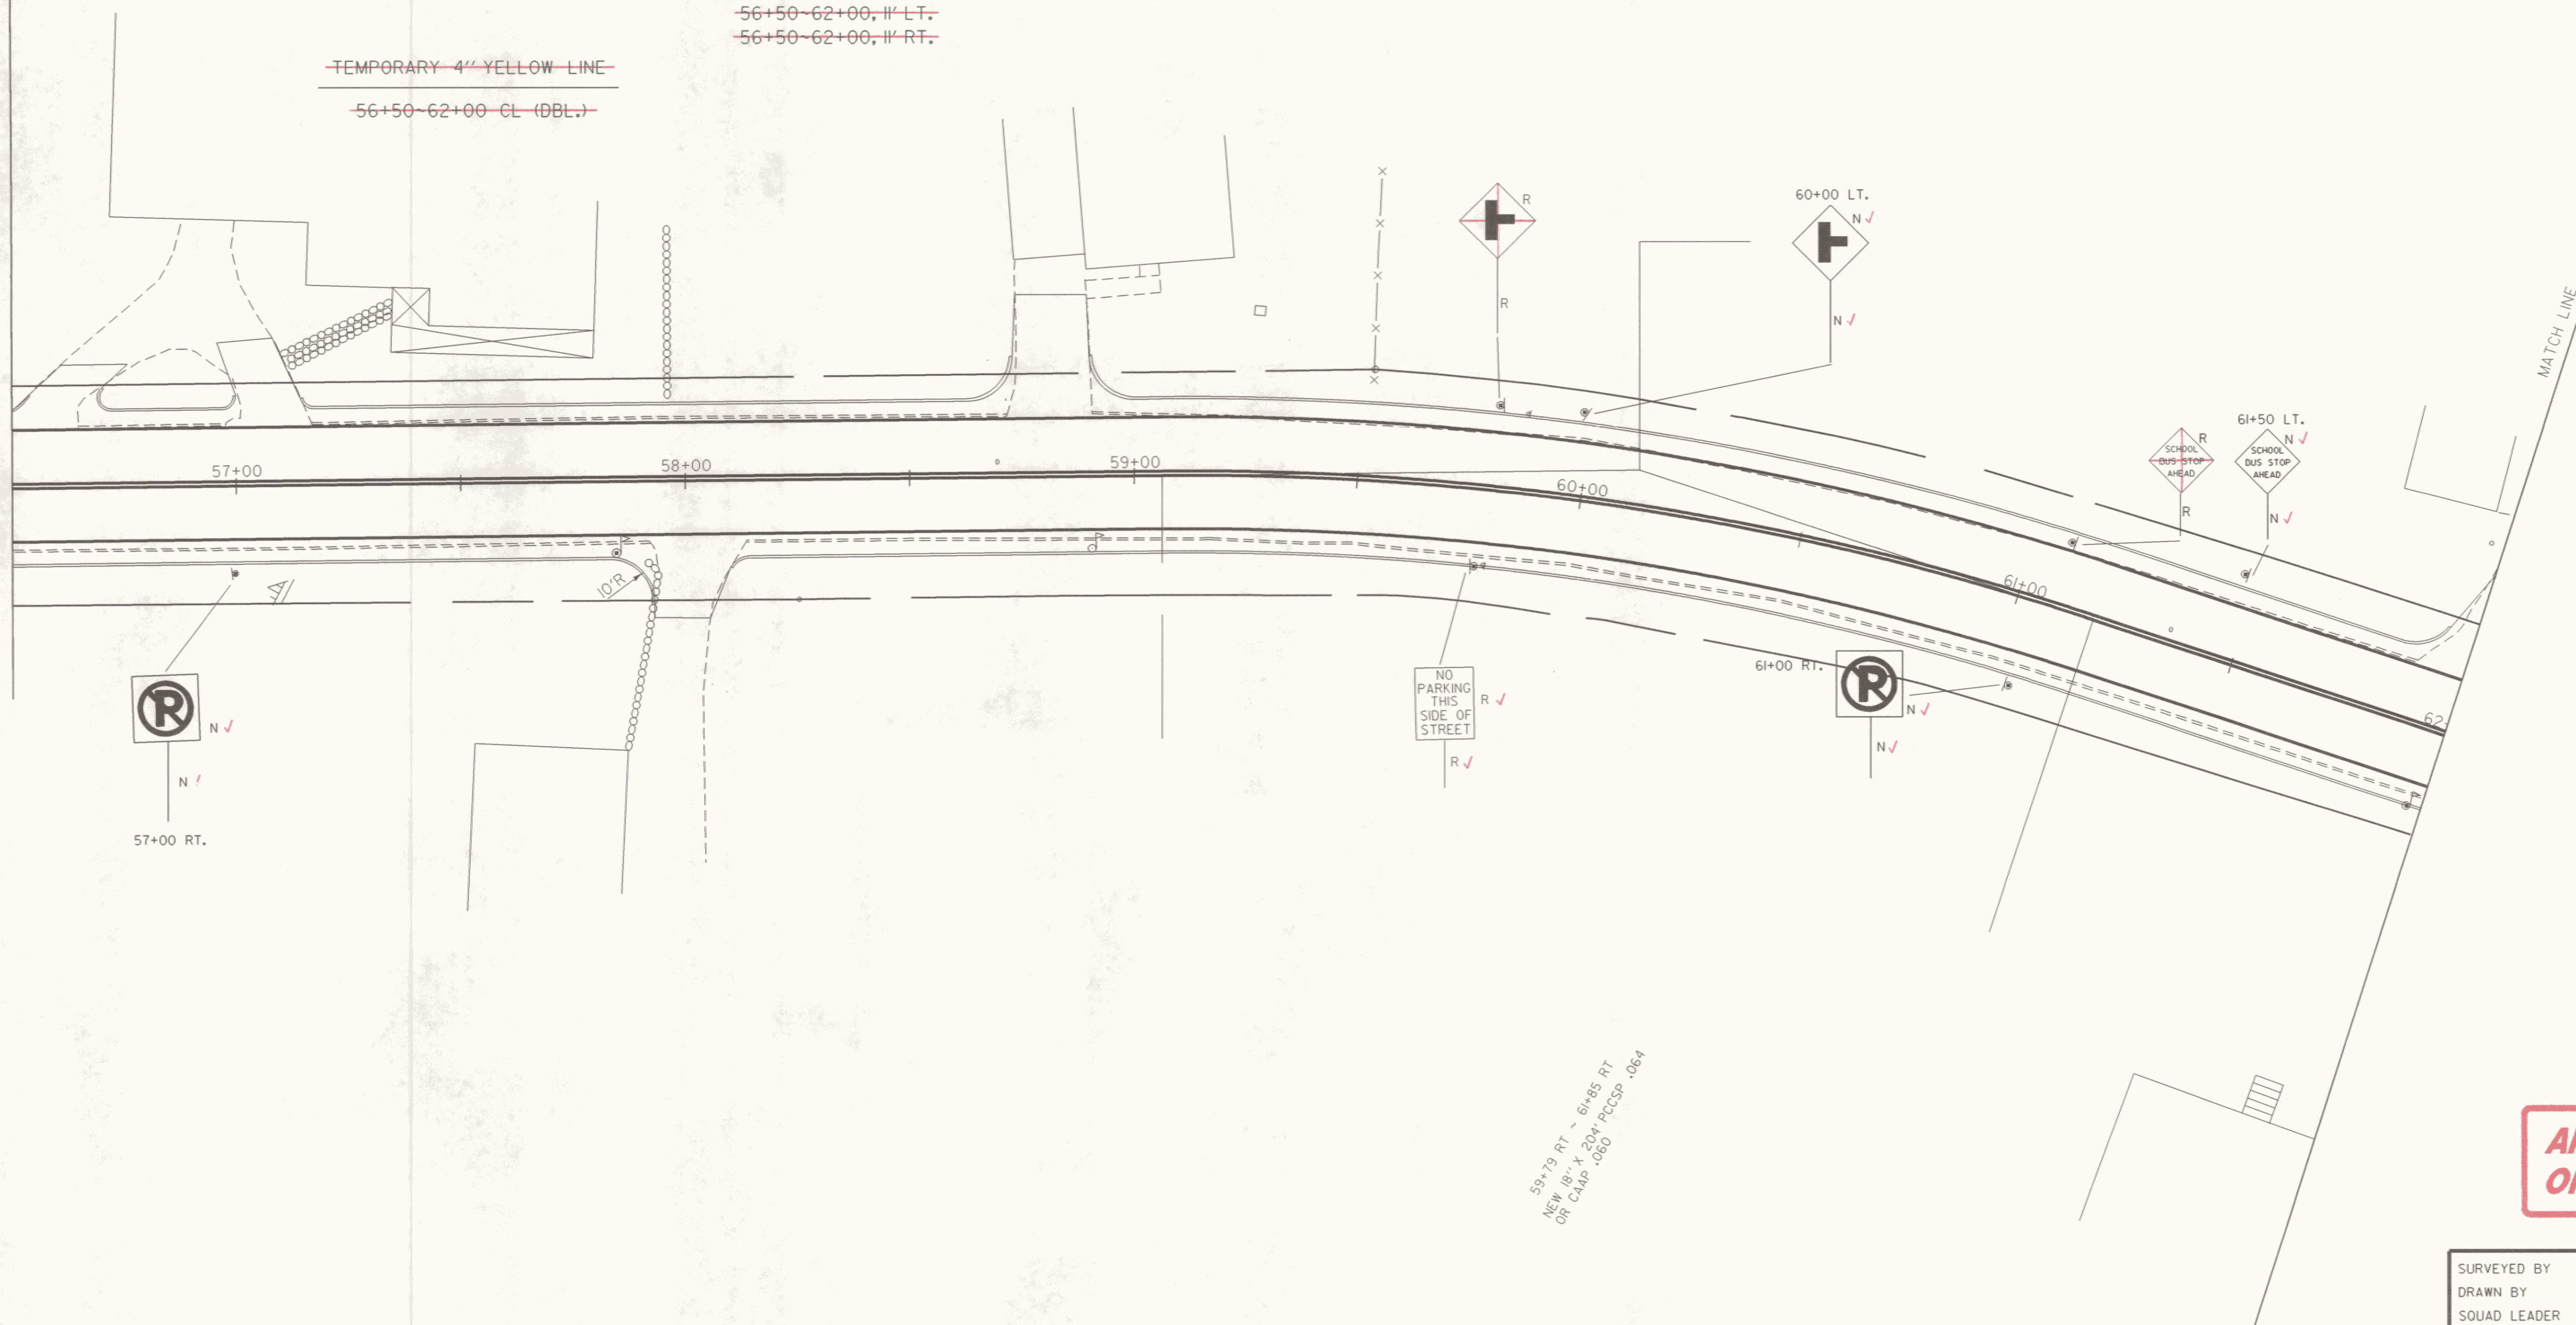 56+50~62+00, 11' LT.
56+50~62+00, 11' RT.
TEMPORARY 4'' YELLOW LINE
56+50~62+00 CL (DBL.)
R
R
60+00 LT.
N
N
MATCH LINE
61+50 LT.
R
SCHOOL
BUS STOP
AHEAD
R
N
SCHOOL
BUS STOP
AHEAD
N
57+00
58+00
59+00
60+00
61+00
62
10'R
P
N
N
57+00 RT.
NO
PARKING
THIS
SIDE OF
STREET
R
R
61+00 RT.
P
N
N
59+79 RT ~ 61+85 RT
NEW 18'' X 204' PCCSP .064
OR CAAP .060
SURVEYED BY
DRAWN BY
SQUAD LEADER